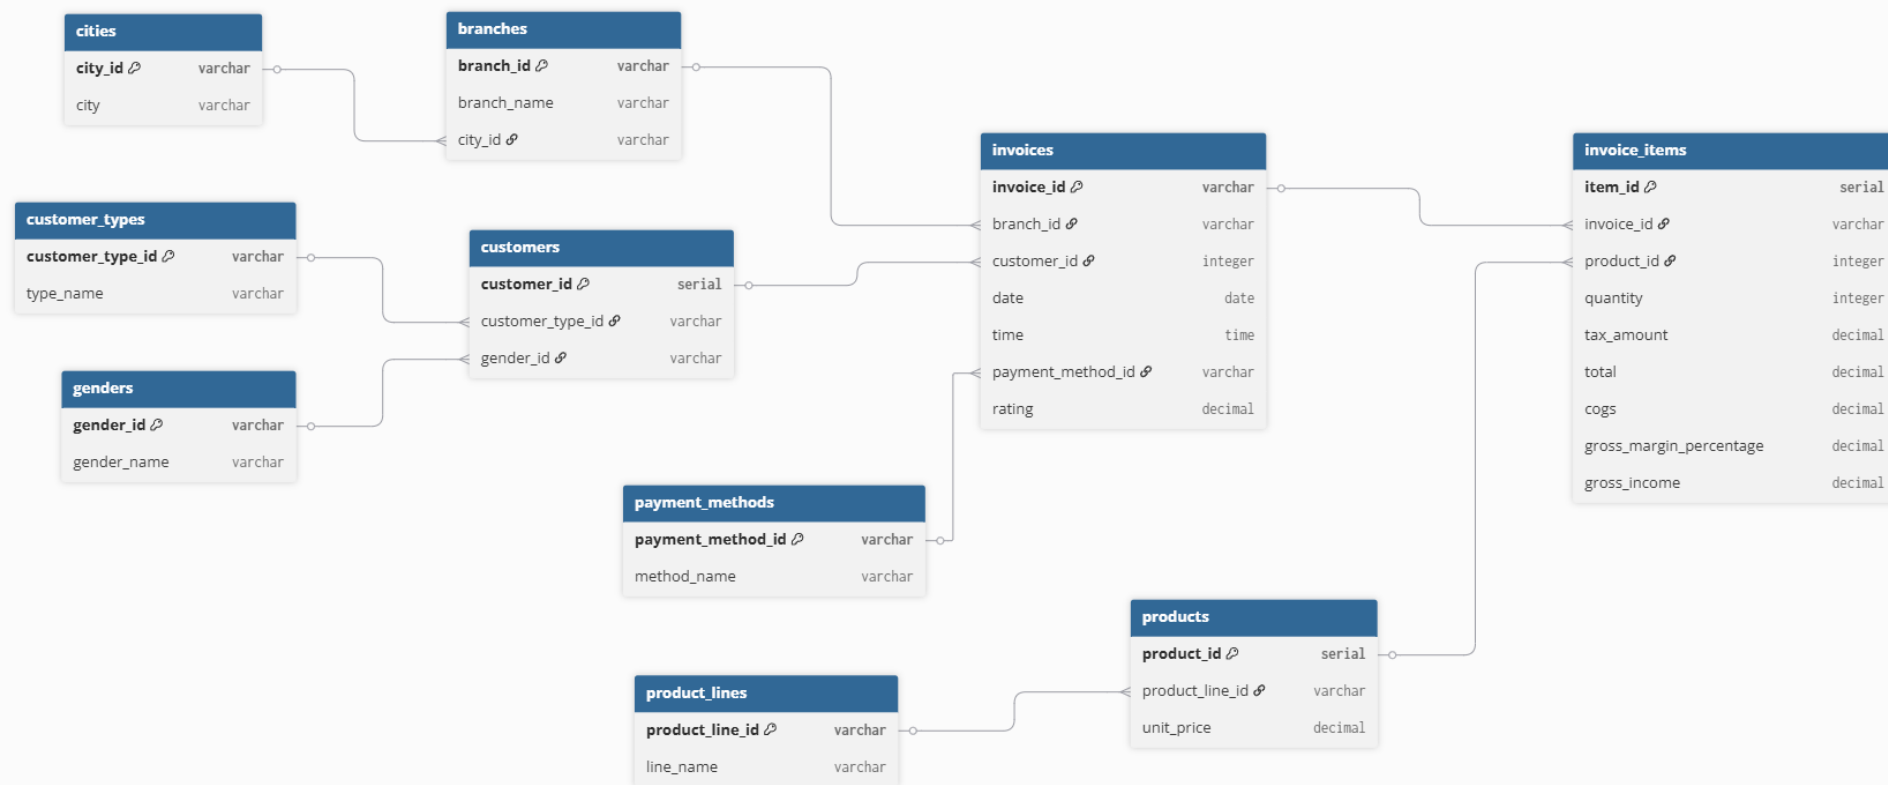 cities
city_id varchar
city varchar
branches
branch_id varchar
branch_name varchar
city_id varchar
customer_types
customer_type_id varchar
type_name varchar
customers
customer_id serial
customer_type_id varchar
gender_id varchar
genders
gender_id varchar
gender_name varchar
invoices
invoice_id varchar
branch_id varchar
customer_id integer
date date
time time
payment_method_id varchar
rating decimal
invoice_items
item_id serial
invoice_id varchar
product_id integer
quantity integer
tax_amount decimal
total decimal
cogs decimal
gross_margin_percentage decimal
gross_income decimal
payment_methods
payment_method_id varchar
method_name varchar
products
product_id serial
product_line_id varchar
unit_price decimal
product_lines
product_line_id varchar
line_name varchar